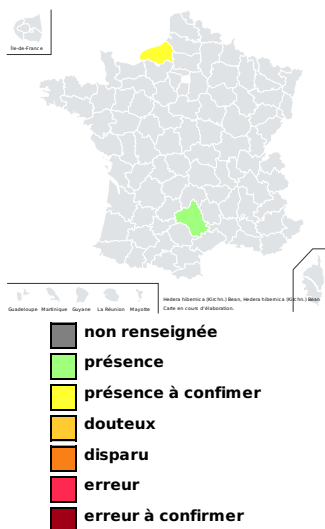 Île-de-France
Guadeloupe Martinique Guyane La Réunion Mayotte
Hedera hibernica (Kirchn.) Bean, Hedera hibernica (Kirchn.) Bean
Carte en cours d'élaboration.
non renseignée
présence
présence à confimer
douteux
disparu
erreur
erreur à confirmer